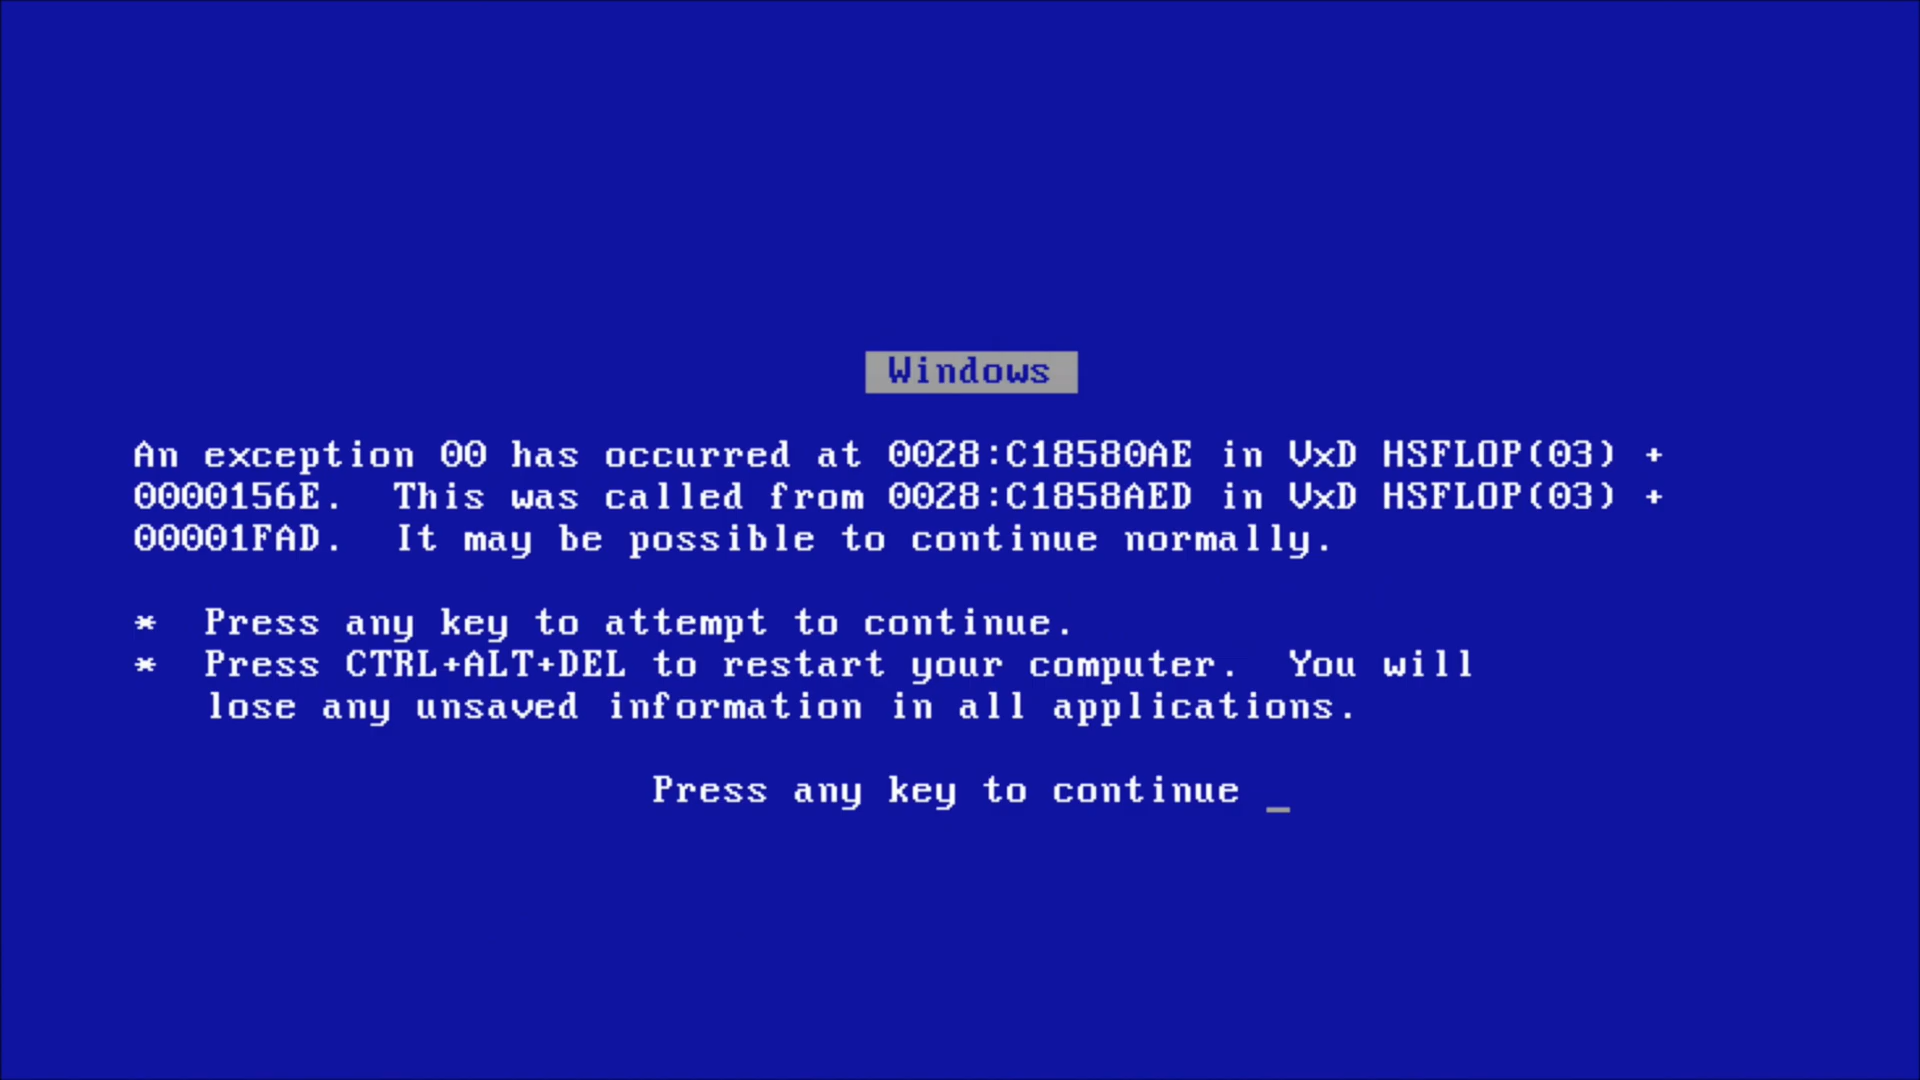 Windows
An exception 00 has occurred at 0028:C18580AE in VxD HSFLOP(03) +
0000156E.  This was called from 0028:C1858AED in VxD HSFLOP(03) +
00001FAD.  It may be possible to continue normally.
*  Press any key to attempt to continue.
*  Press CTRL+ALT+DEL to restart your computer.  You will
lose any unsaved information in all applications.
Press any key to continue _